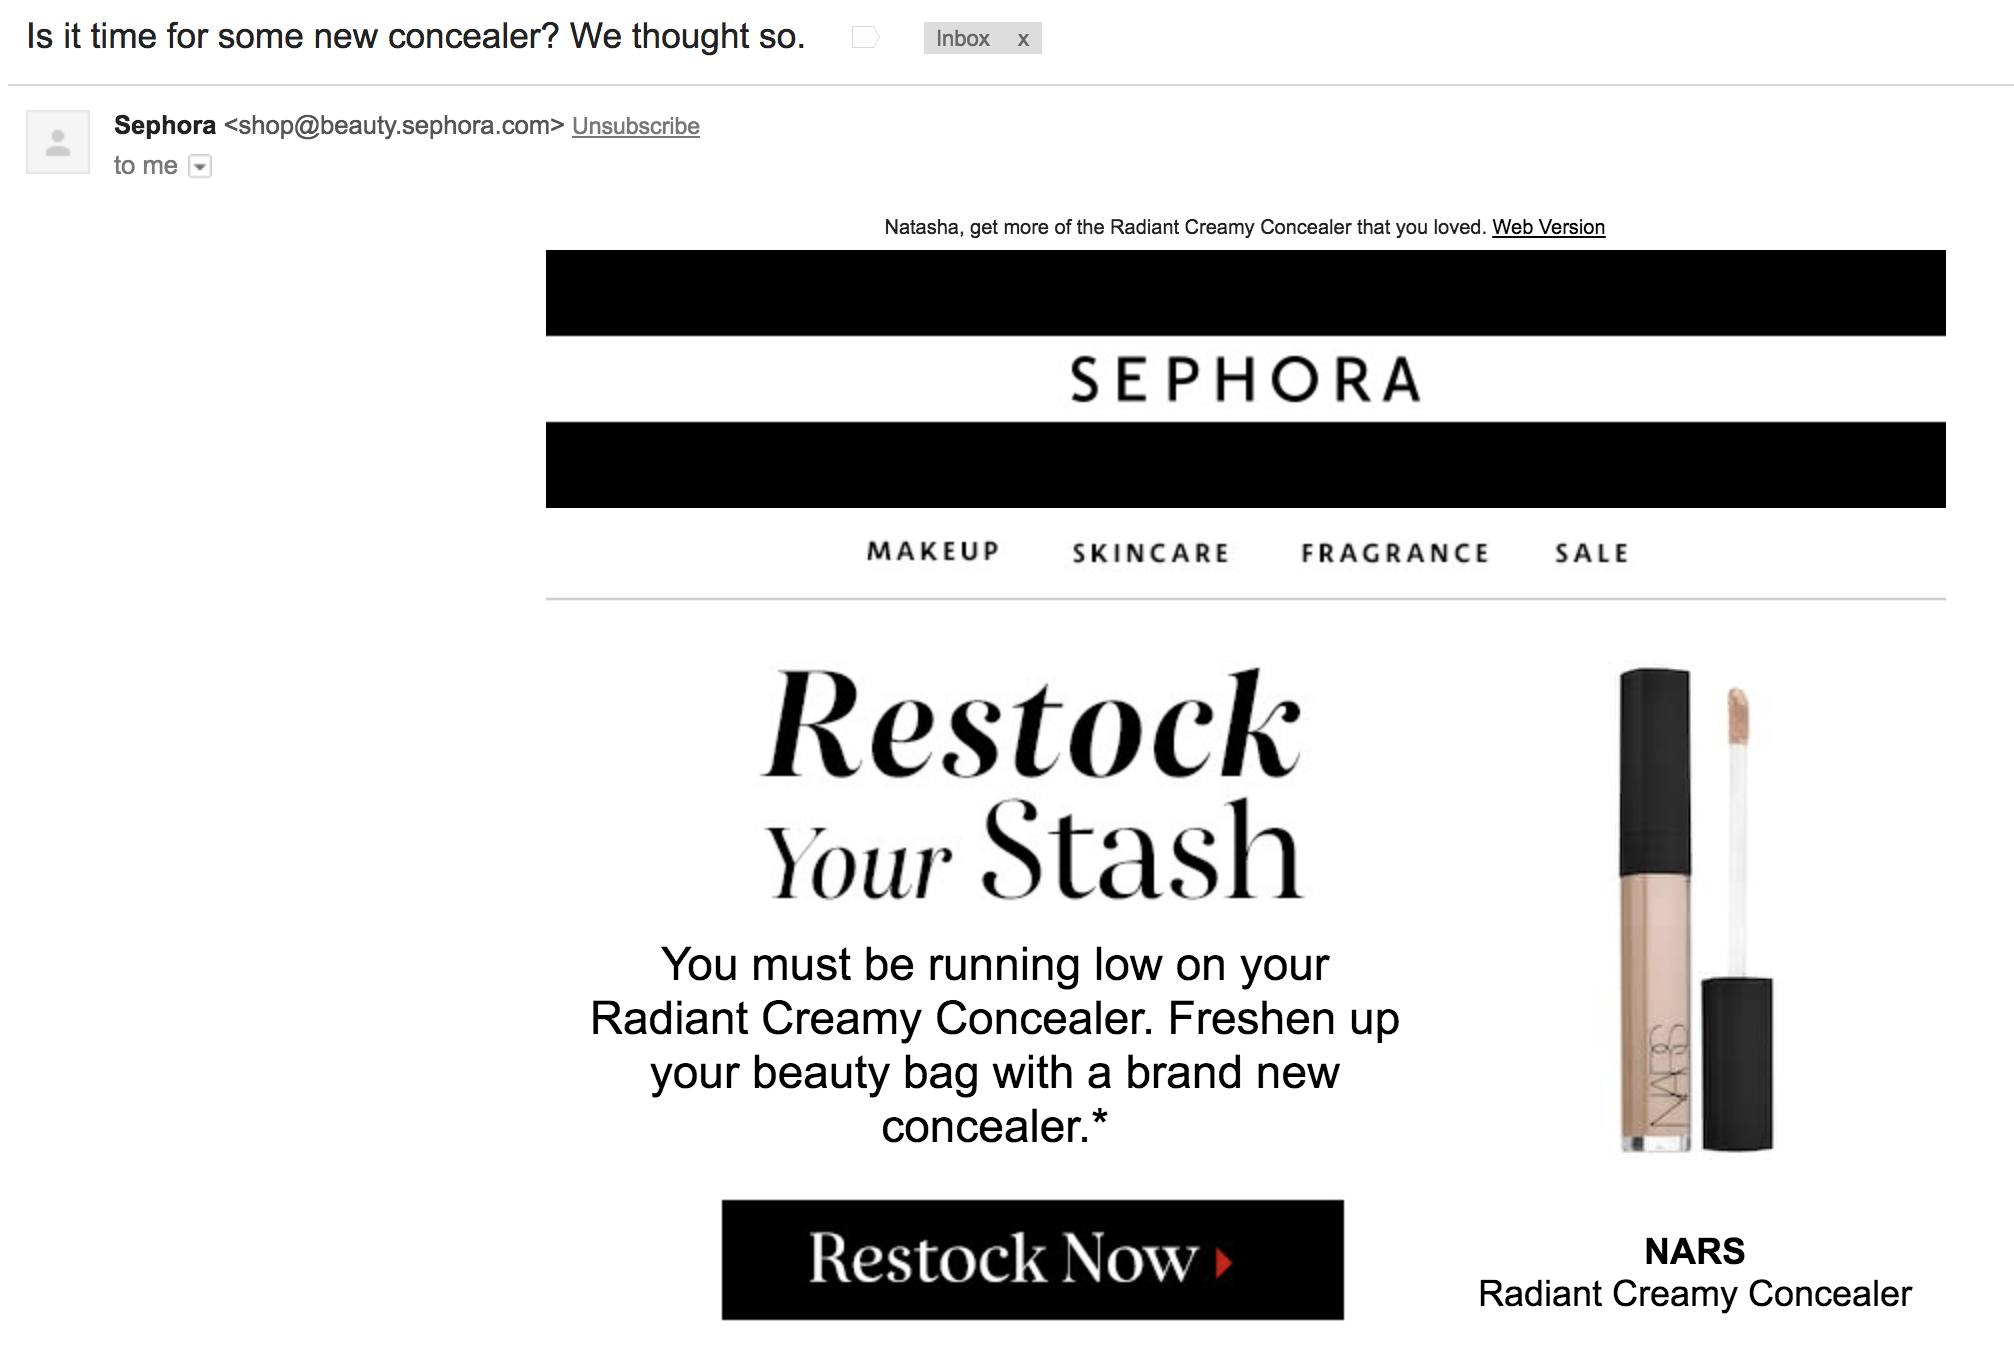 Is it time for some new concealer? We thought so.
Inbox x
Sephora <shop@beauty.sephora.com> Unsubscribe
to me
Natasha, get more of the Radiant Creamy Concealer that you loved. Web Version
SEPHORA
MAKEUP SKINCARE FRAGRANCE SALE
Restock
Your Stash
You must be running low on your
Radiant Creamy Concealer. Freshen up
your beauty bag with a brand new
concealer.*
Restock Now
NARS
NARS
Radiant Creamy Concealer